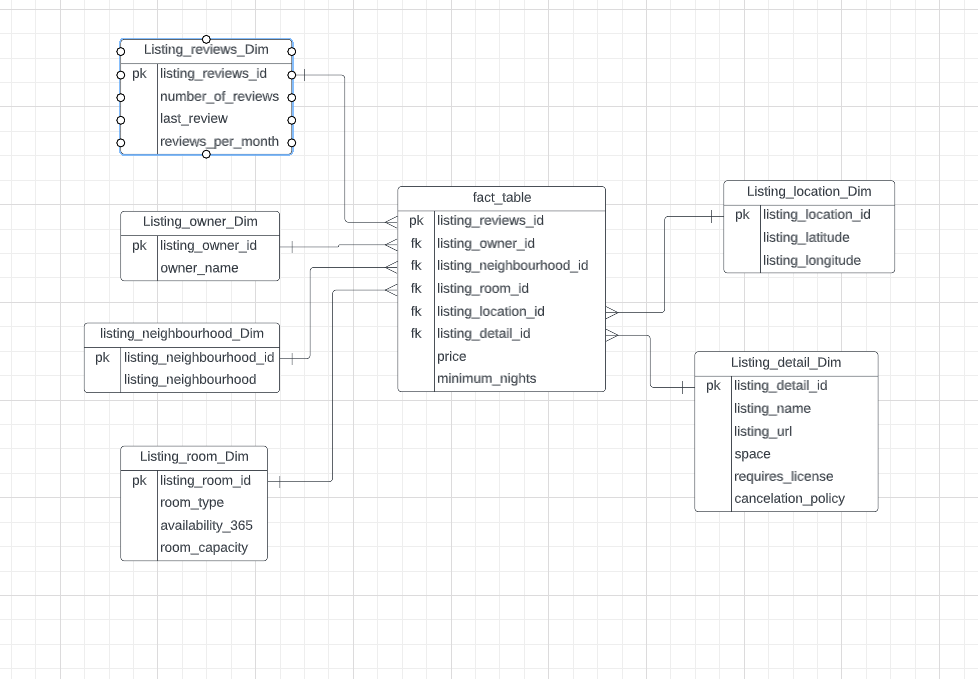 Listing_reviews_Dim
pk listing_reviews_id
number_of_reviews
last_review
reviews_per_month
Listing_owner_Dim
pk listing_owner_id
owner_name
listing_neighbourhood_Dim
pk listing_neighbourhood_id
listing_neighbourhood
Listing_room_Dim
pk listing_room_id
room_type
availability_365
room_capacity
fact_table
pk listing_reviews_id
fk listing_owner_id
fk listing_neighbourhood_id
fk listing_room_id
fk listing_location_id
fk listing_detail_id
price
minimum_nights
Listing_location_Dim
pk listing_location_id
listing_latitude
listing_longitude
Listing_detail_Dim
pk listing_detail_id
listing_name
listing_url
space
requires_license
cancelation_policy